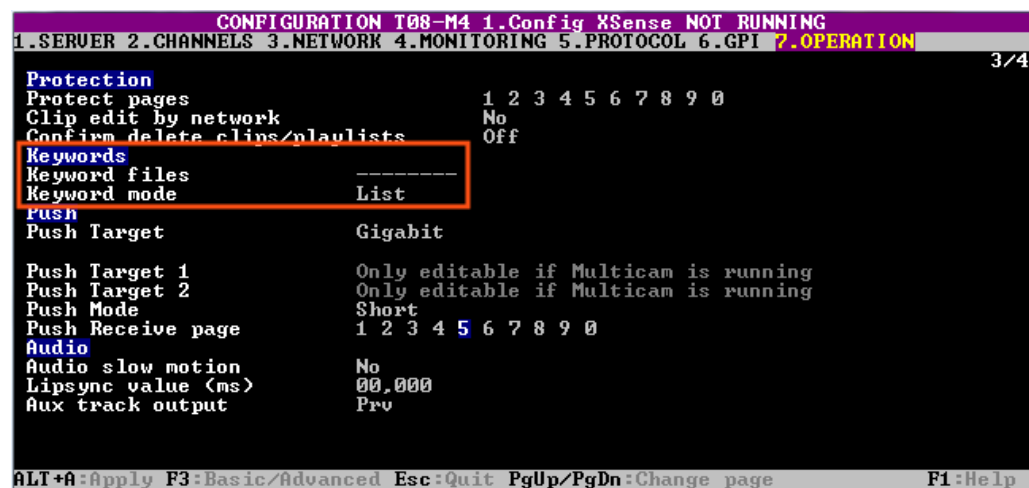 CONFIGURATION T08-M4 1.Config XSense NOT RUNNING
1.SERVER 2.CHANNELS 3.NETWORK 4.MONITORING 5.PROTOCOL 6.GPI 7.OPERATION
3/4
Protection
Protect pages 1 2 3 4 5 6 7 8 9 0
Clip edit by network No
Confirm delete clips/playlists Off
Keywords
Keyword files --------
Keyword mode List
Push
Push Target Gigabit
Push Target 1 Only editable if Multicam is running
Push Target 2 Only editable if Multicam is running
Push Mode Short
Push Receive page 1 2 3 4 5 6 7 8 9 0
Audio
Audio slow motion No
Lipsync value (ms) 00,000
Aux track output Prv
ALT+A:Apply F3:Basic/Advanced Esc:Quit PgUp/PgDn:Change page F1:Help